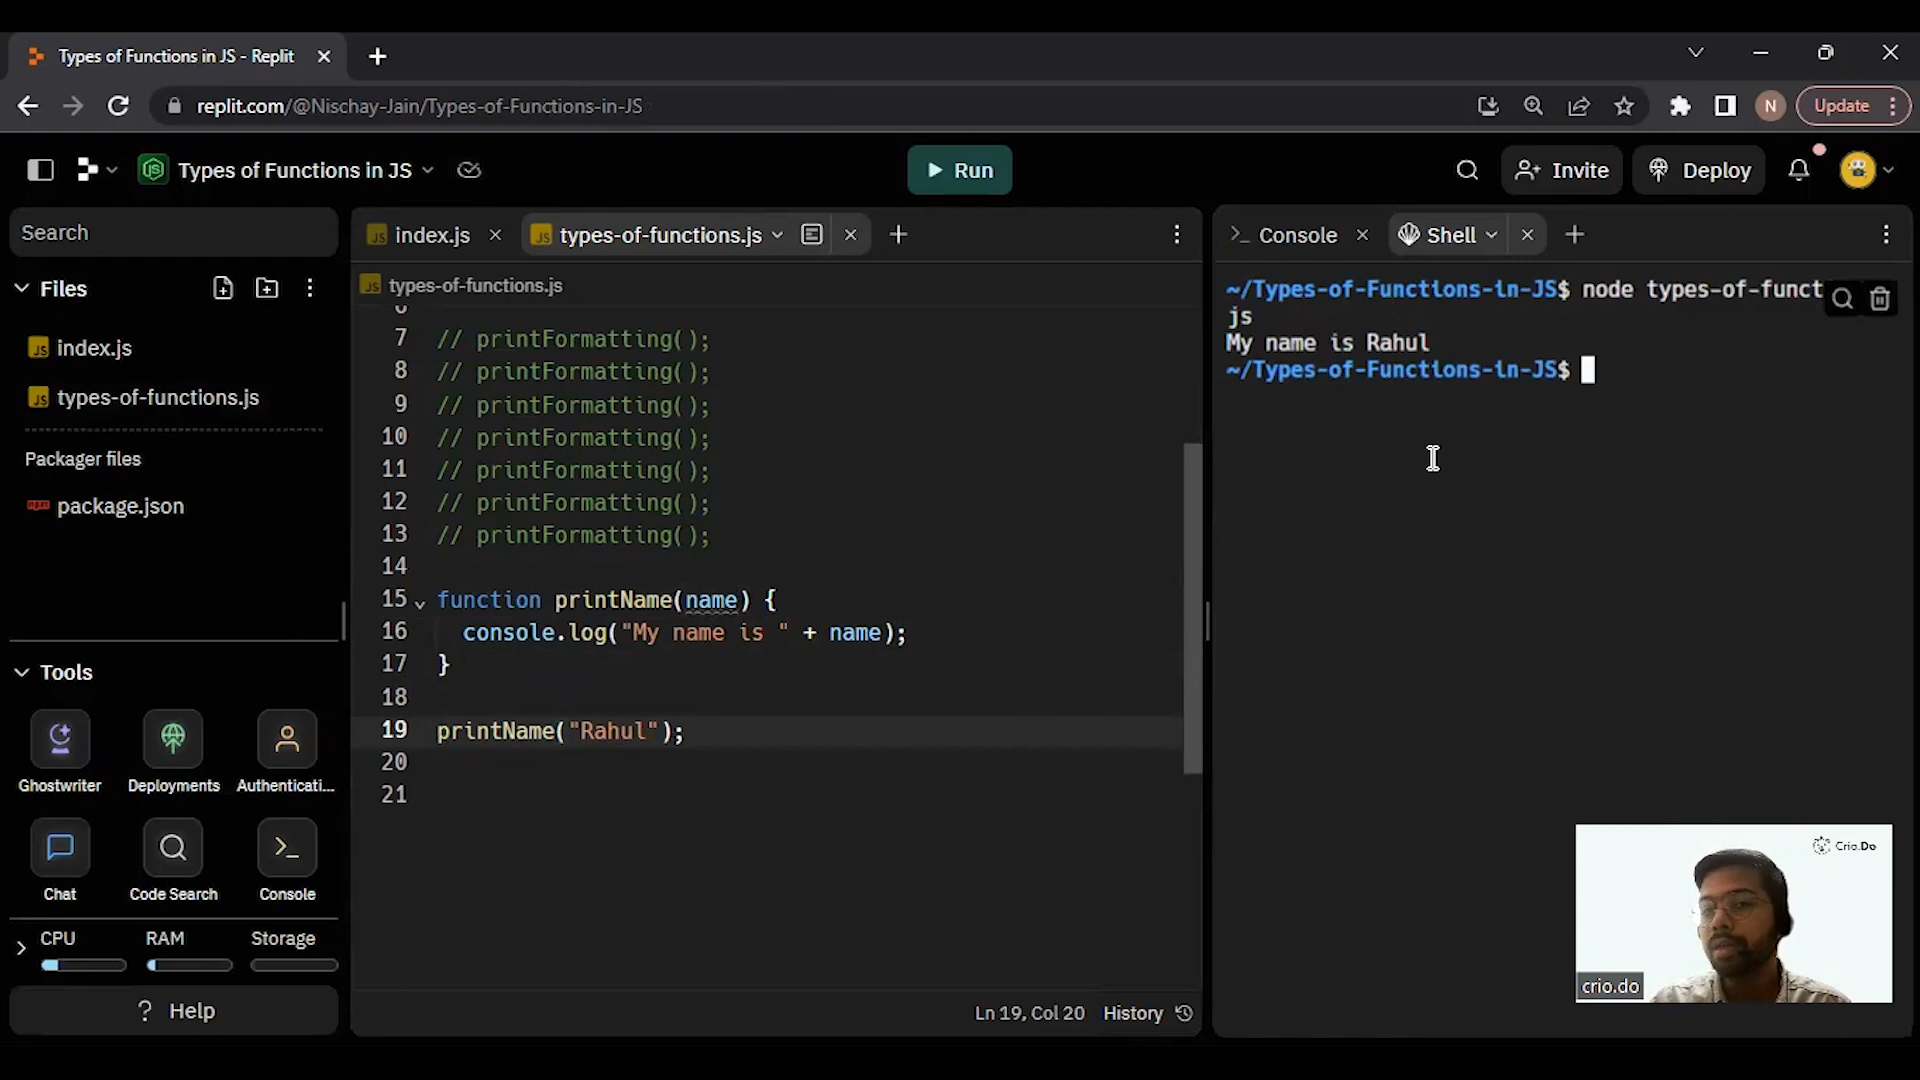 Types of Functions in JS - Replit
replit.com/@Nischay-Jain/Types-of-Functions-in-JS
N
Update
Types of Functions in JS
Run
Invite
Deploy
Search
Files
index.js
types-of-functions.js
Packager files
package.json
Tools
Ghostwriter
Deployments
Authenticati...
Chat
Code Search
Console
CPU
RAM
Storage
? Help
JS index.js
JS types-of-functions.js
JS types-of-functions.js
7 // printFormatting();
8 // printFormatting();
9 // printFormatting();
10 // printFormatting();
11 // printFormatting();
12 // printFormatting();
13 // printFormatting();
14
15 function printName(name) {
16 console.log("My name is " + name);
17 }
18
19 printName("Rahul");
20
21
Ln 19, Col 20 History
Console
Shell
~/Types-of-Functions-in-JS$ node types-of-funct
js
My name is Rahul
~/Types-of-Functions-in-JS$
Crio.Do
crio.do